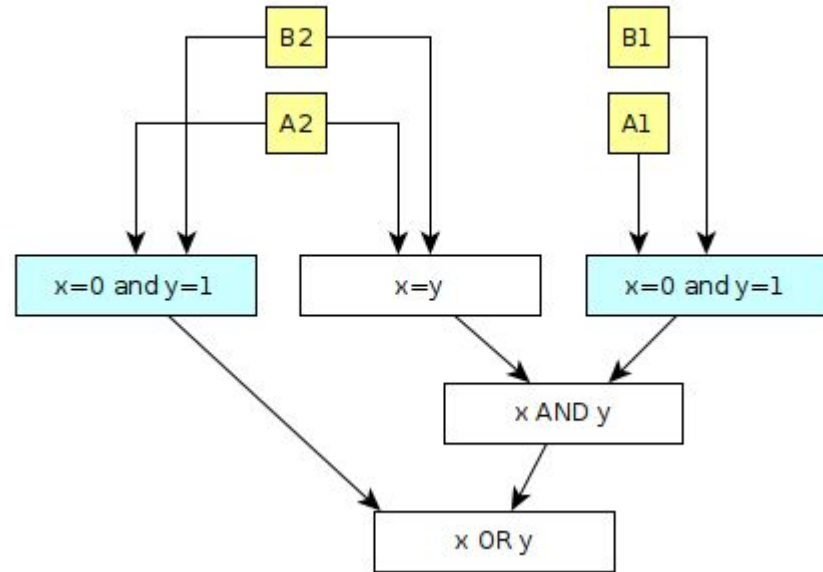 B2
B1
A2
A1
x=0 and y=1
x=y
x=0 and y=1
x AND y
x OR y